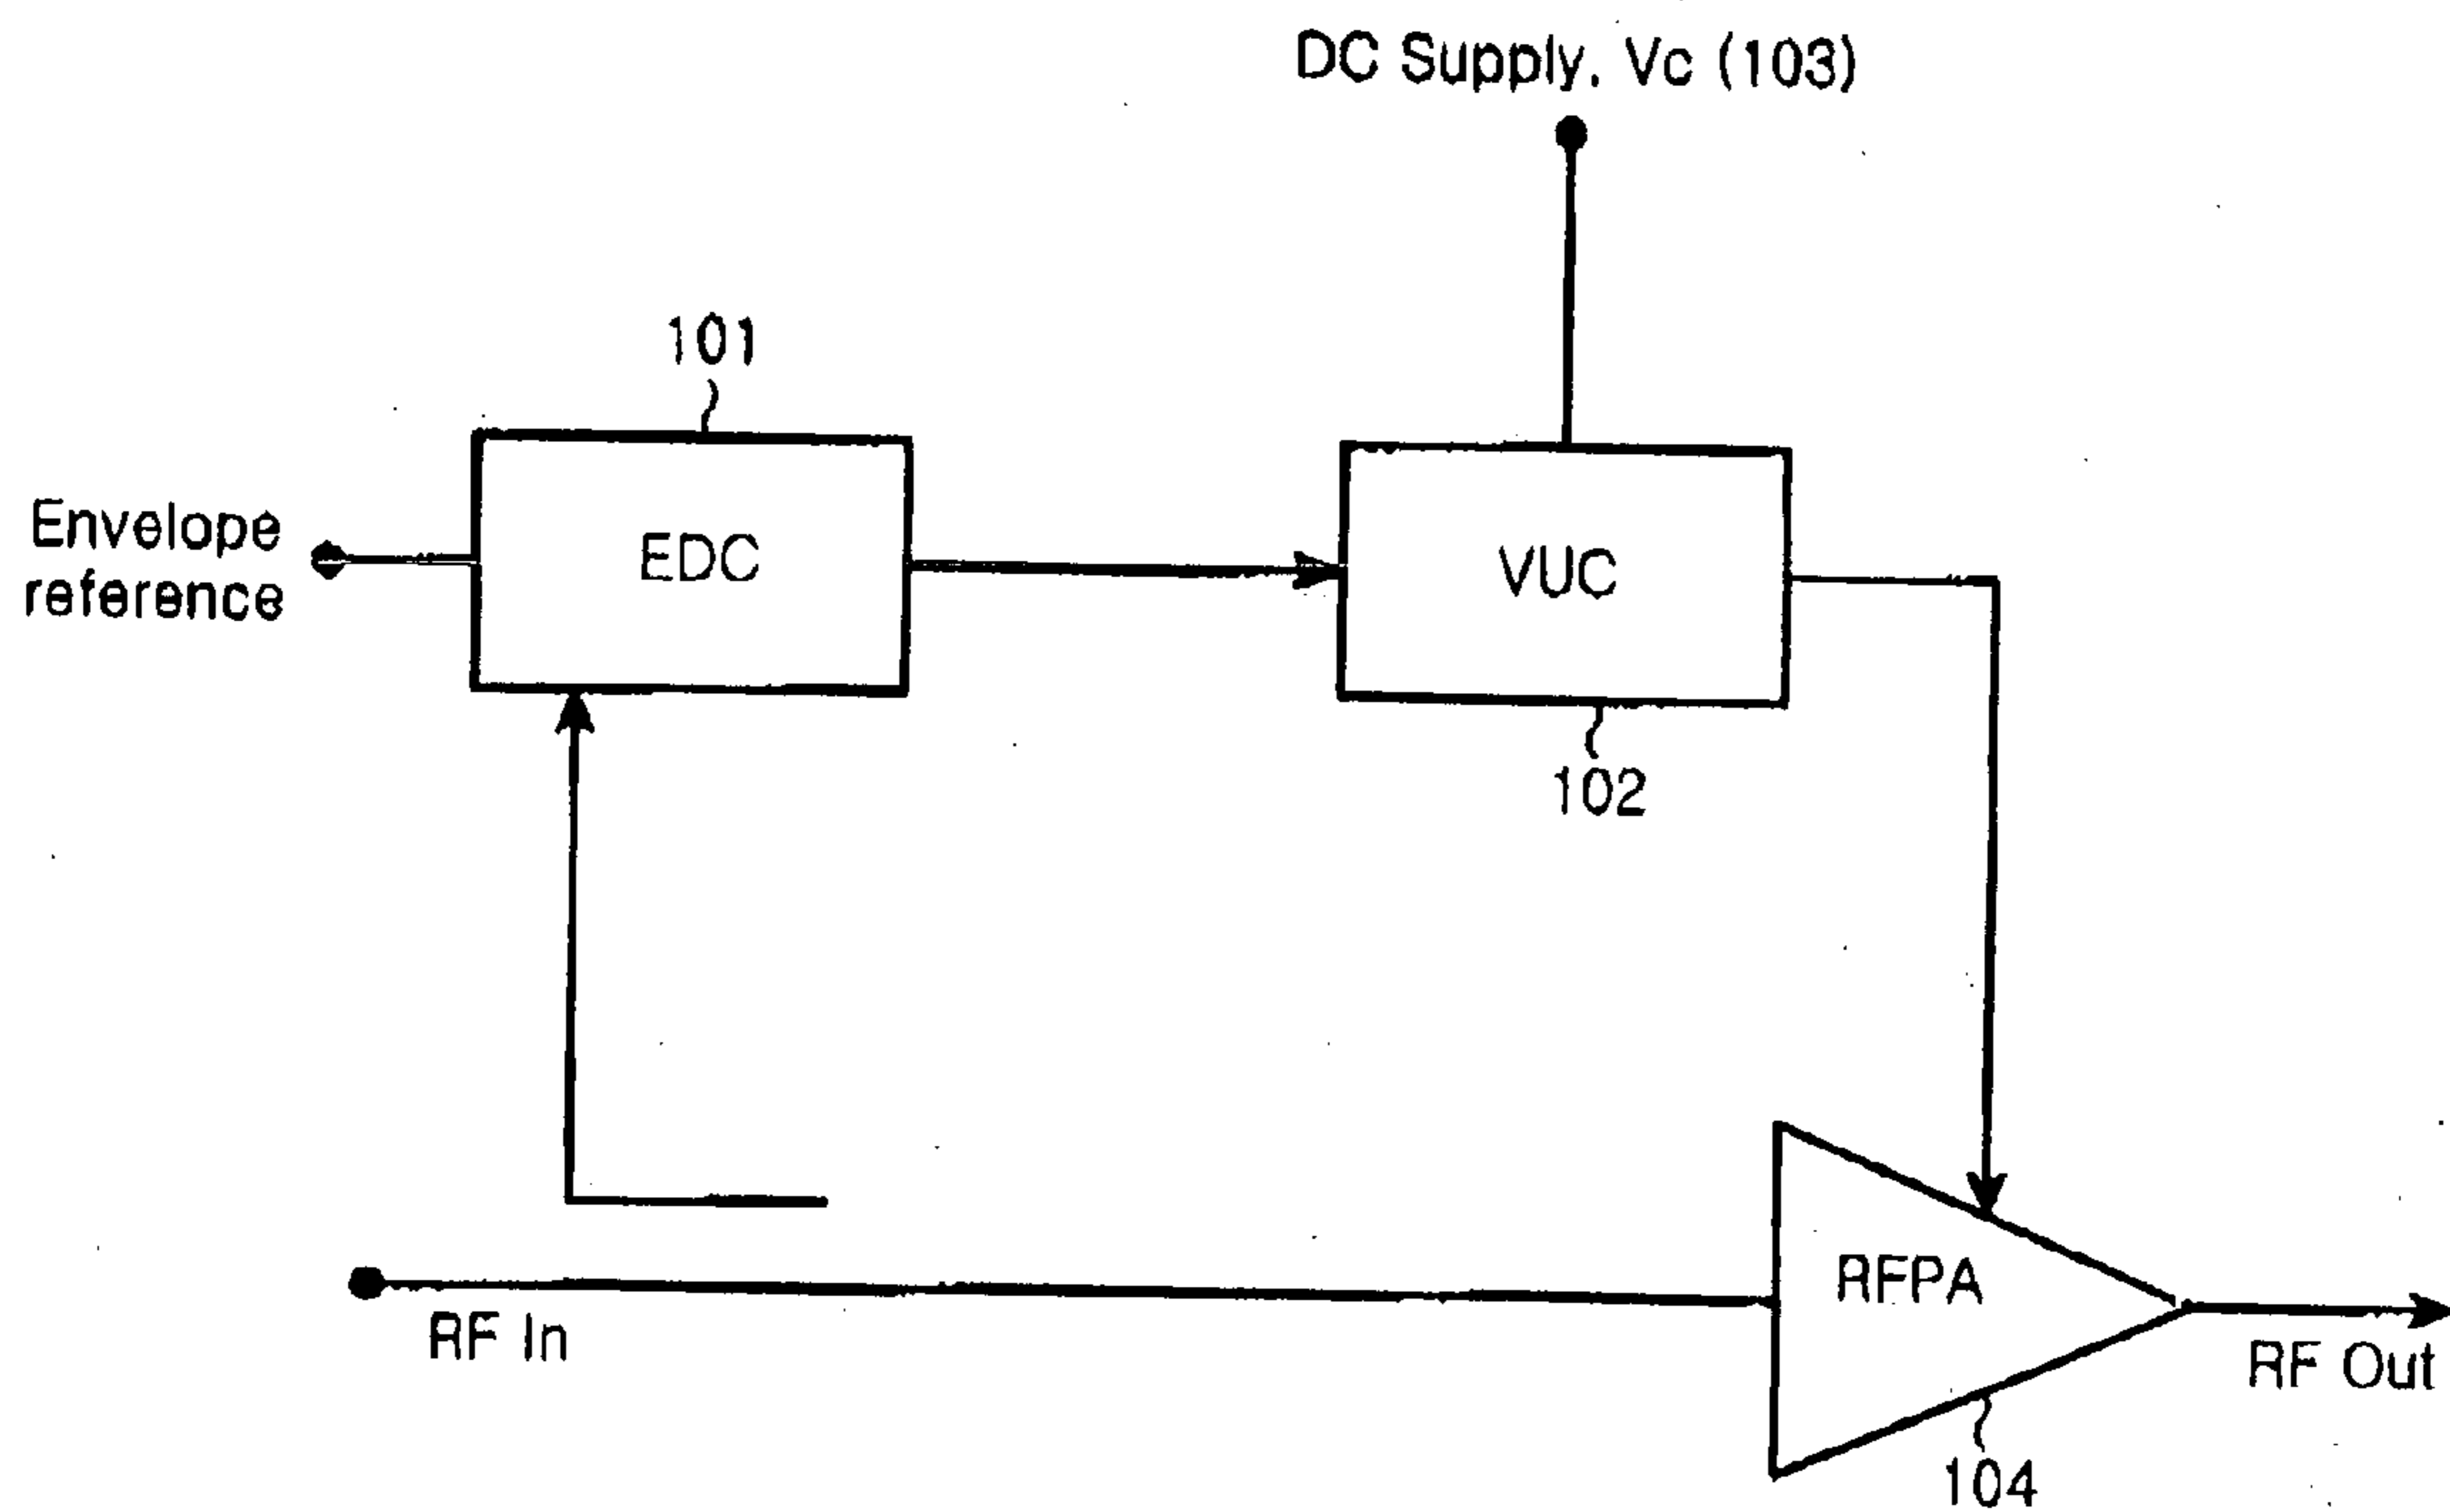 DC Supply, Vc (103)
101
Envelope
reference
EDC
VUC
102
RFPA
RF In
RF Out
104